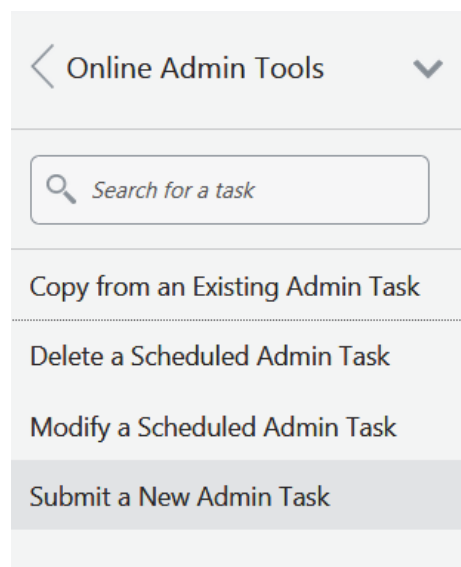 Online Admin Tools
Search for a task
Copy from an Existing Admin Task
Delete a Scheduled Admin Task
Modify a Scheduled Admin Task
Submit a New Admin Task